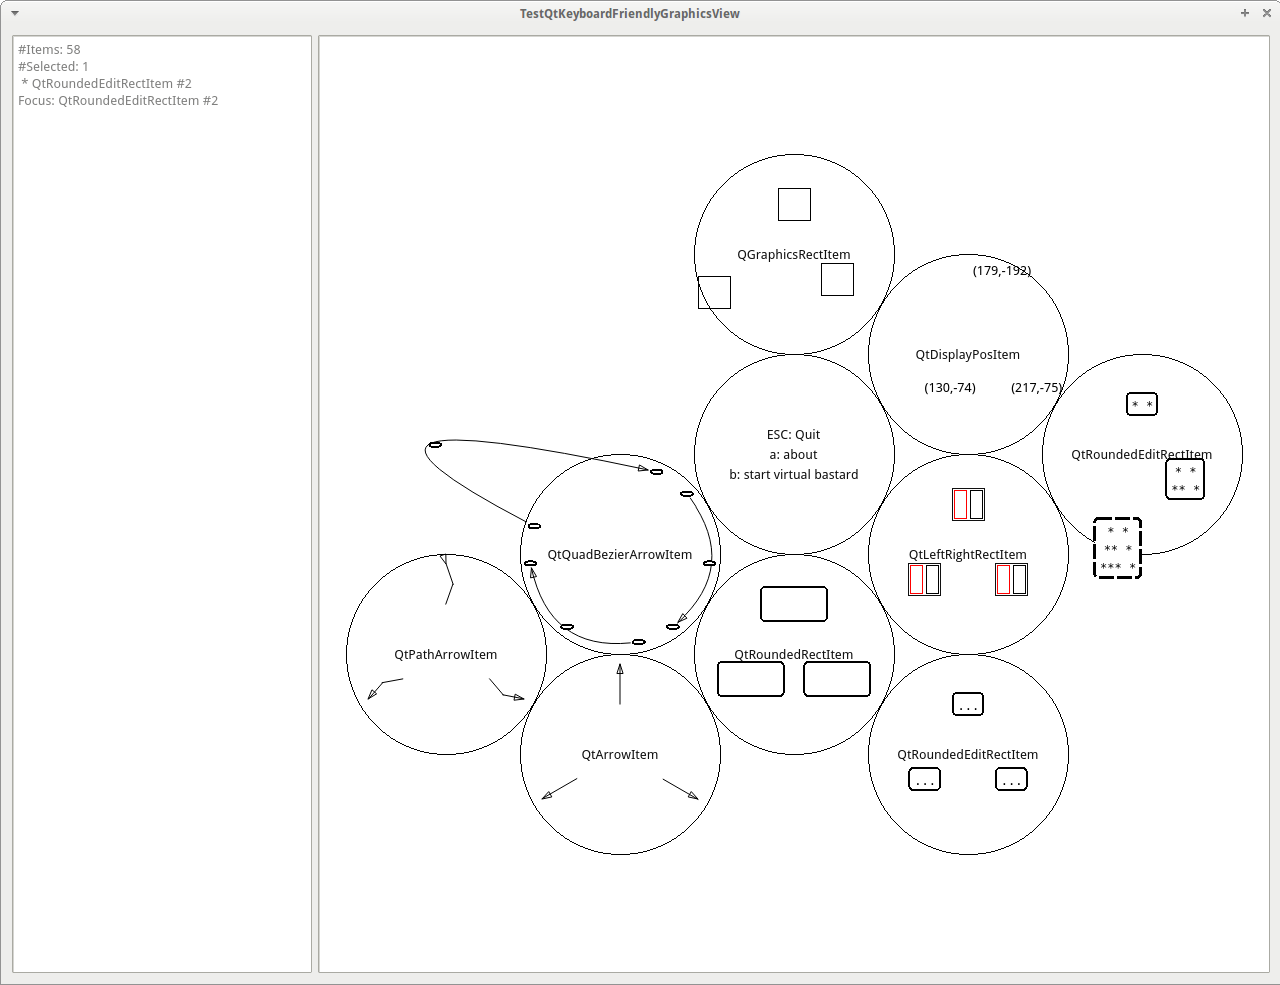 TestQtKeyboardFriendlyGraphicsView
#Items: 58
#Selected: 1
* QtRoundedEditRectItem #2
Focus: QtRoundedEditRectItem #2
QGraphicsRectItem
(179,-192)
QtDisplayPosItem
(130,-74)
(217,-75)
* *
QtRoundedEditRectItem
* *
** *
ESC: Quit
a: about
b: start virtual bastard
* *
** *
*** *
QtQuadBezierArrowItem
QtLeftRightRectItem
QtPathArrowItem
QtRoundedRectItem
...
QtArrowItem
QtRoundedEditRectItem
...
...